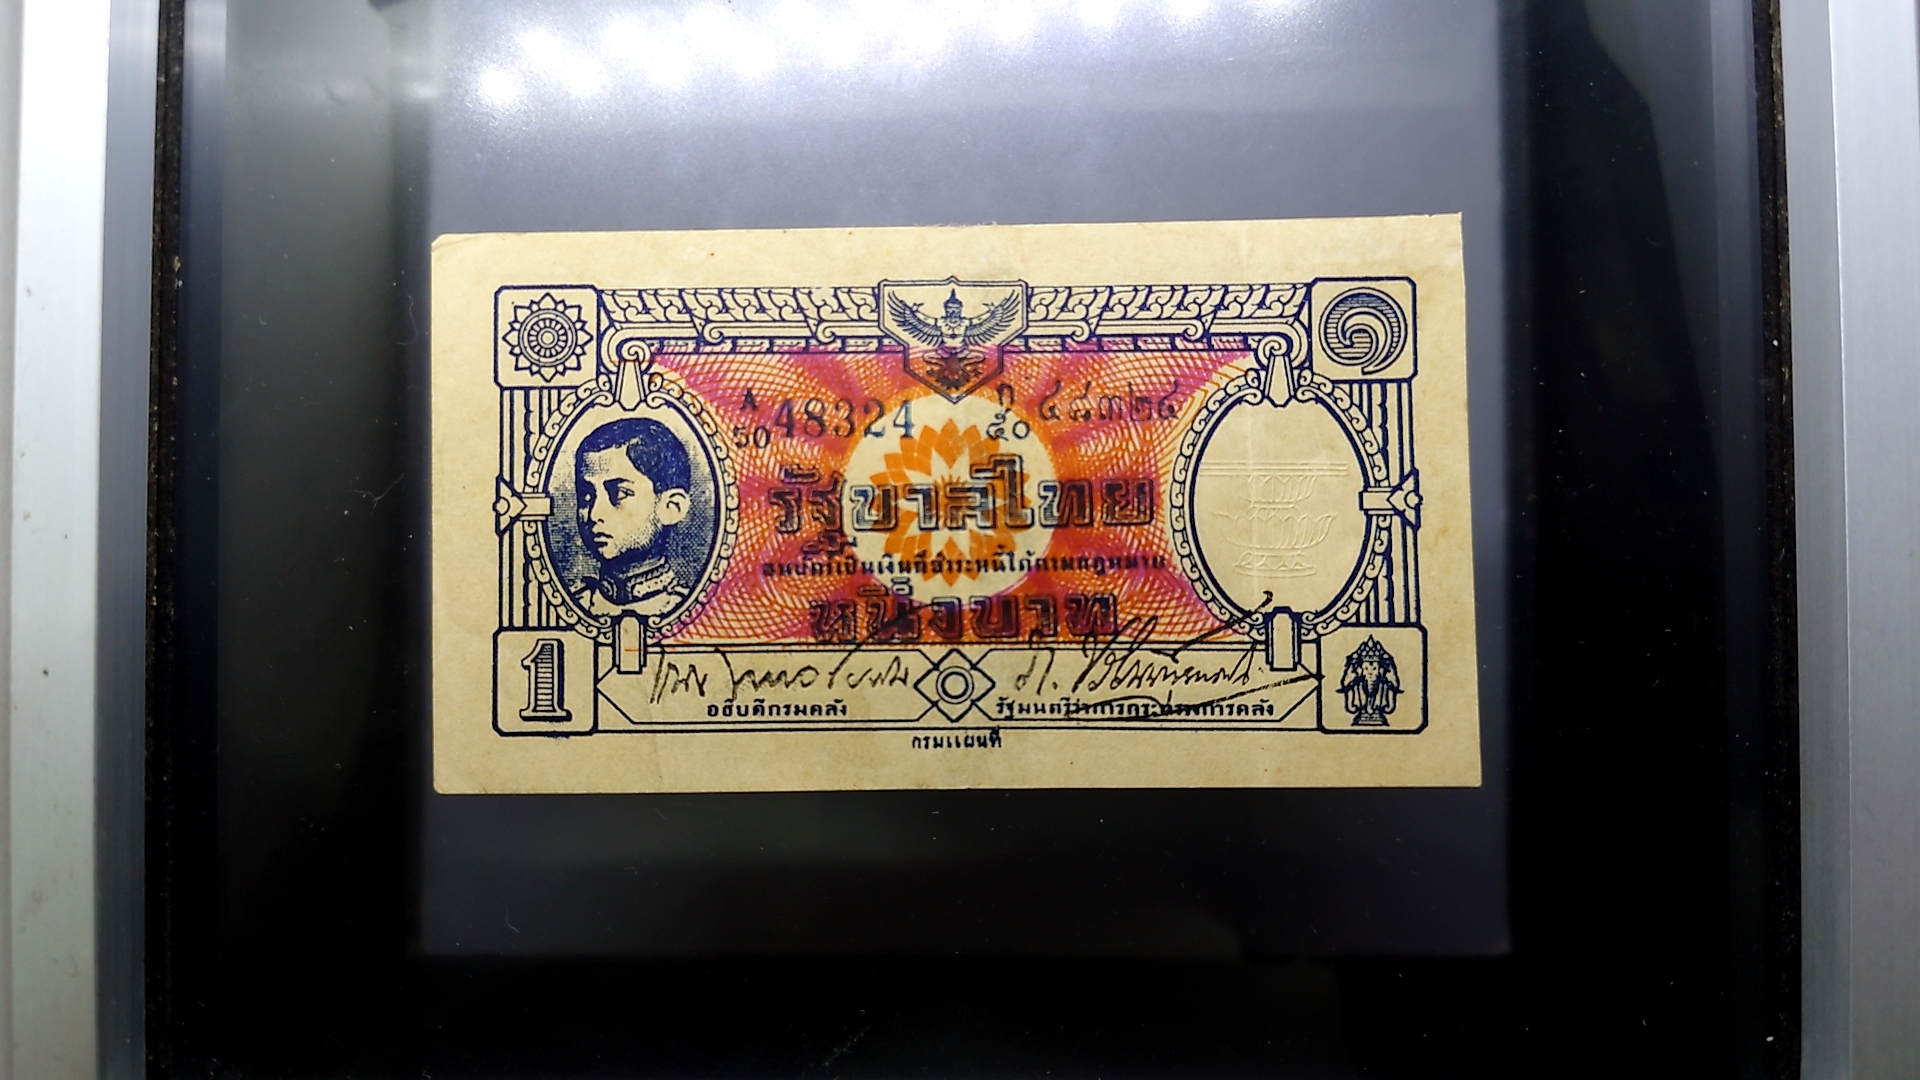 A/50 48324 ก/๕๐ ๔๘๓๒๔
รัฐบาลไทย
ธนบัตร์เป็นเงินที่ชำระหนี้ได้ตามกฎหมาย
หนึ่งบาท
1
อธิบดีกรมคลัง รัฐมนตรีว่าการกระทรวงการคลัง
กรมแผนที่